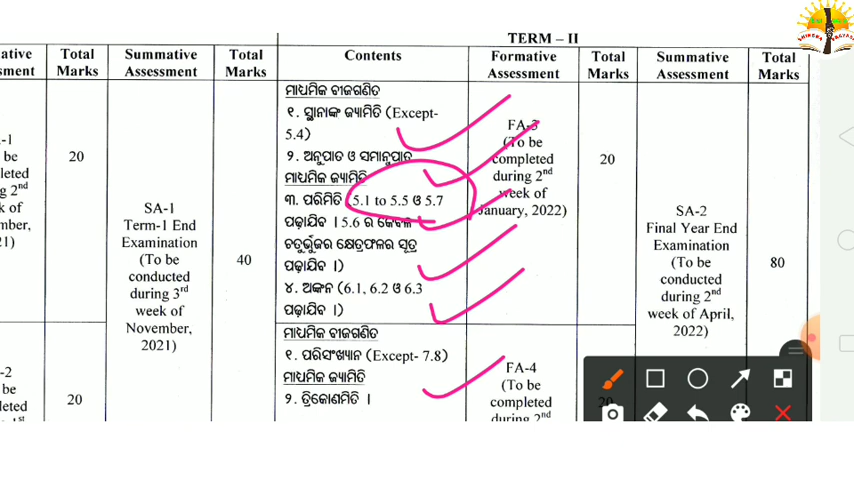 TERM – II
ative
ment
Total
Marks
Summative
Assessment
Total
Marks
Contents
Formative
Assessment
Total
Marks
Summative
Assessment
Total
Marks
-1
be
leted
g 2nd
k of
mber,
1)
20
SA-1
Term-1 End
Examination
(To be
conducted
during 3rd
week of
November,
2021)
40
ମାଧ୍ୟମିକ ବୀଜଗଣିତ
୧. ସ୍ଥାନାଙ୍କ ଜ୍ୟାମିତି (Except-
5.4)
୨. ଅନୁପାତ ଓ ସମାନୁପାତ
ମାଧ୍ୟମିକ ଜ୍ୟାମିତି
୩. ପରିମିତି (5.1 to 5.5 ଓ 5.7
ପଢ଼ାଯିବ । 5.6 ର କେବଳ
ଚତୁର୍ଭୁଜର କ୍ଷେତ୍ରଫଳର ସୂତ୍ର
ପଢ଼ାଯିବ ।)
୪. ଅଙ୍କନ (6.1, 6.2 ଓ 6.3
ପଢ଼ାଯିବ ।)
FA-3
(To be
completed
during 2nd
week of
January, 2022)
20
SA-2
Final Year End
Examination
(To be
conducted
during 2nd
week of April,
2022)
80
-2
be
leted
20
ମାଧ୍ୟମିକ ବୀଜଗଣିତ
୧. ପରିସଂଖ୍ୟାନ (Except- 7.8)
ମାଧ୍ୟମିକ ଜ୍ୟାମିତି
୨. ତ୍ରିକୋଣମିତି ।
FA-4
(To be
completed
during 2nd
20